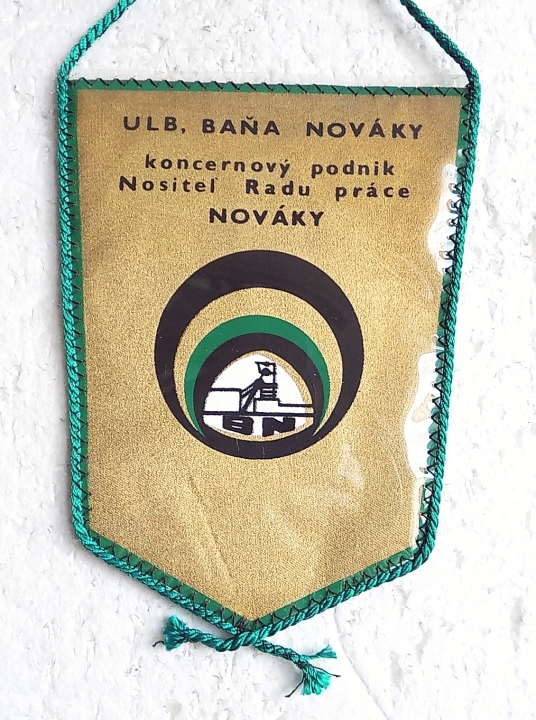 ULB, BAŇA NOVÁKY
koncernový podnik
Nositeľ Radu práce
NOVÁKY
BN